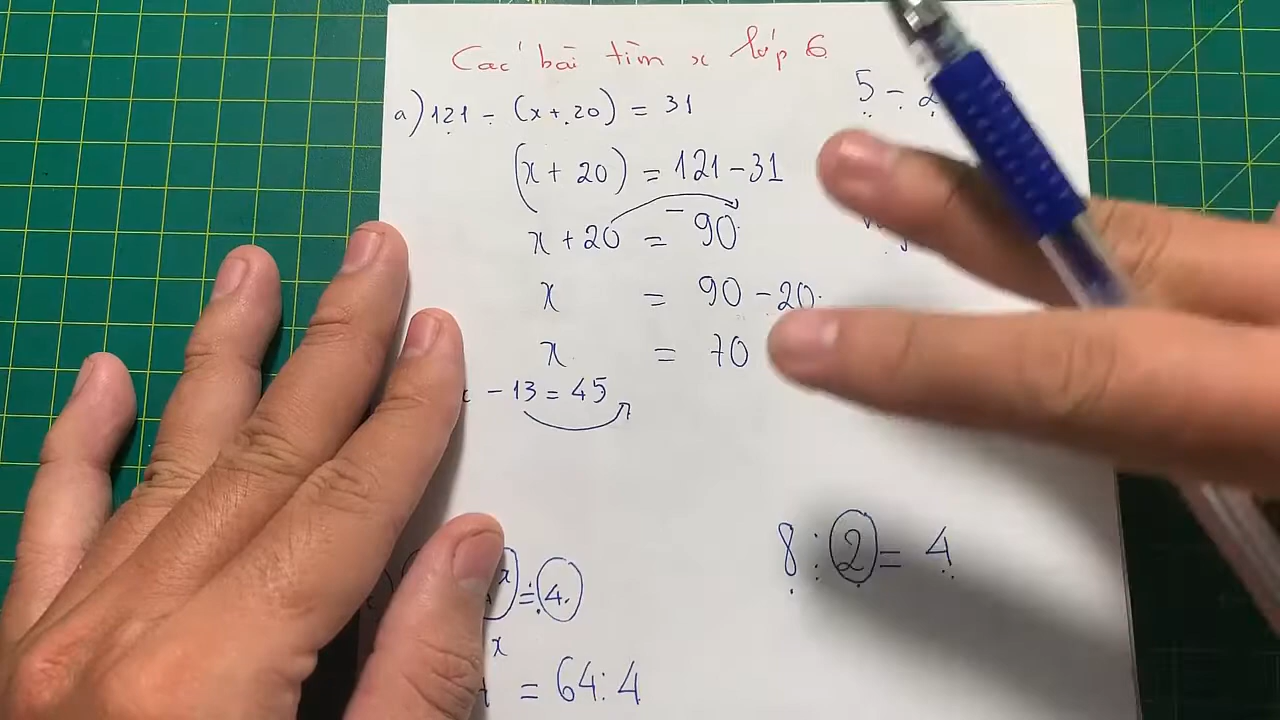 Các bài tìm x lớp 6
a) 121 - (x + 20) = 31
(x + 20) = 121 - 31
x + 20 = 90
x = 90 - 20
x = 70
- 13 = 45
5 - 2
8 : 2 = 4
x = 4
x
= 64 : 4